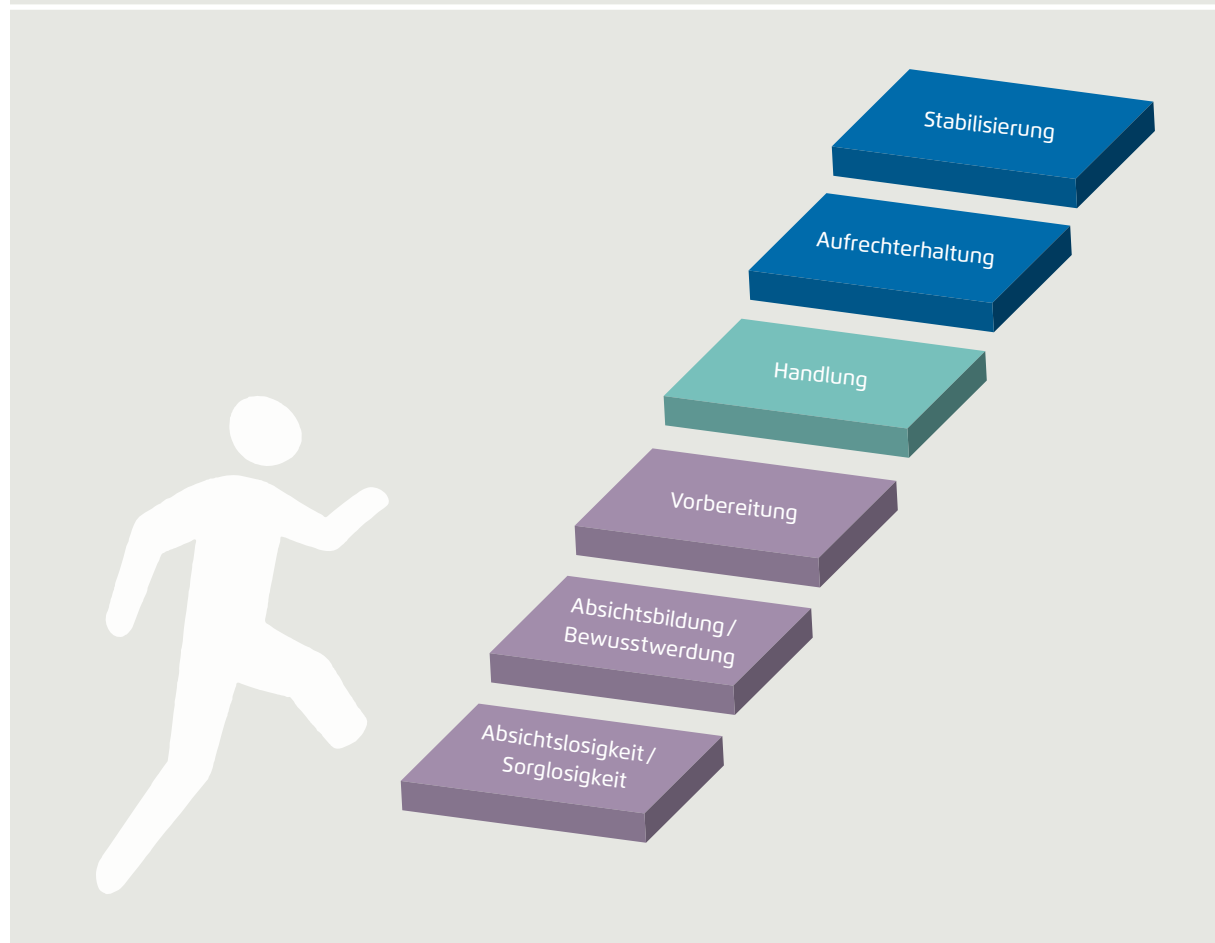 Stabilisierung
Aufrechterhaltung
Handlung
Vorbereitung
Absichtsbildung /
Bewusstwerdung
Absichtslosigkeit /
Sorglosigkeit